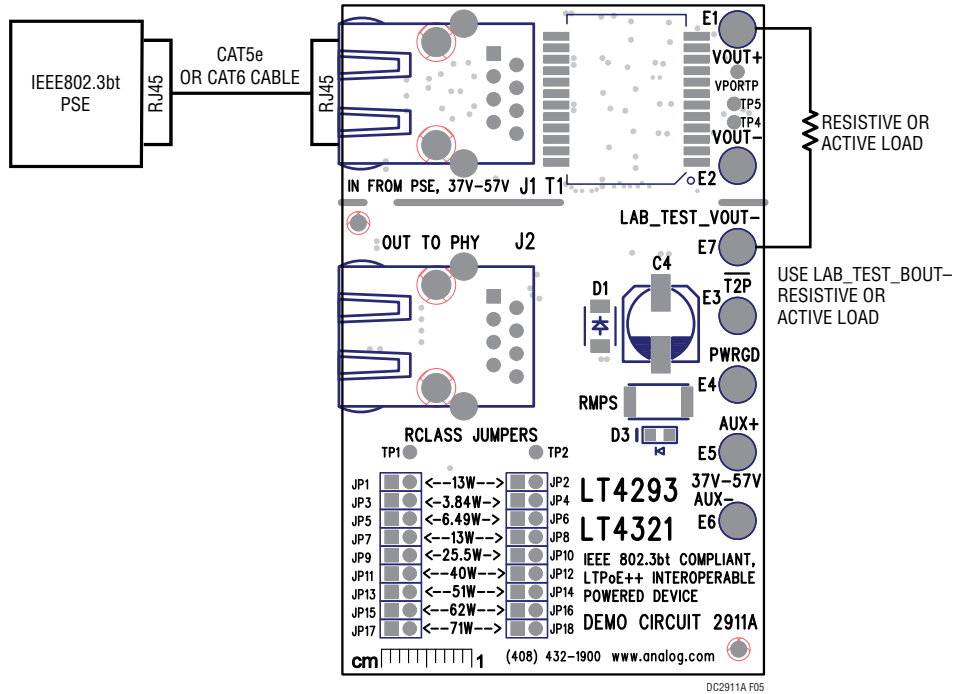 IEEE802.3bt
PSE
RJ45
CAT5e
OR CAT6 CABLE
RJ45
E1
VOUT+
VPORTP
TP5
TP4
VOUT-
E2
RESISTIVE OR
ACTIVE LOAD
IN FROM PSE, 37V-57V J1 T1
LAB_TEST_VOUT-
E7
OUT TO PHY J2
USE LAB_TEST_BOUT–
RESISTIVE OR
ACTIVE LOAD
C4
D1
T2P
E3
PWRGD
E4
RMPS
AUX+
D3
E5
37V-57V
AUX-
E6
RCLASS JUMPERS
TP1 TP2
JP1 <--13W--> JP2
JP3 <-3.84W-> JP4
JP5 <-6.49W-> JP6
JP7 <--13W--> JP8
JP9 <-25.5W-> JP10
JP11 <--40W--> JP12
JP13 <--51W--> JP14
JP15 <--62W--> JP16
JP17 <--71W--> JP18
LT4293
LT4321
IEEE 802.3bt COMPLIANT,
LTPoE++ INTEROPERABLE
POWERED DEVICE
DEMO CIRCUIT 2911A
cm 1 (408) 432-1900 www.analog.com
DC2911A F05